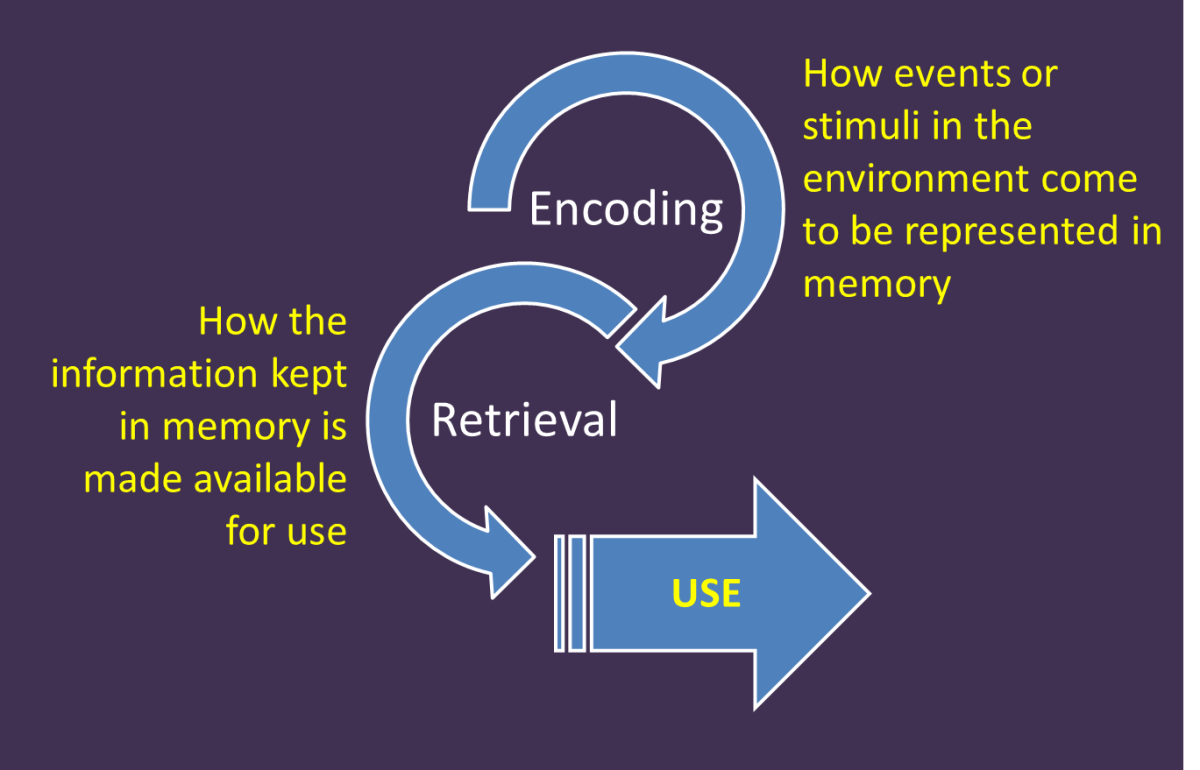 How events or
stimuli in the
environment come
to be represented in
memory
Encoding
How the
information kept
in memory is
made available
for use
Retrieval
USE